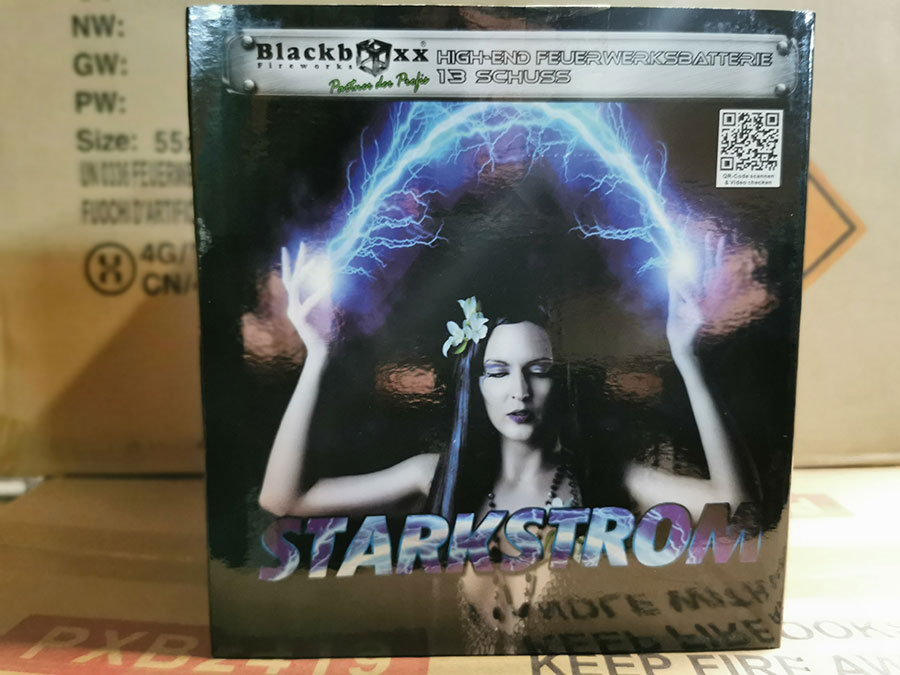 NW:
GW:
PW:
Size: 55
UN 0336 FEUERW
FUOCHI D'ARTIFI
4G/
CN/
Blackboxx®
Fireworks
Partner der Profis
HIGH-END FEUERWERKSBATTERIE
13 SCHUSS
QR-Code scannen
& Video checken
STARKSTROM
PXB2419
KEEP FIRE AW